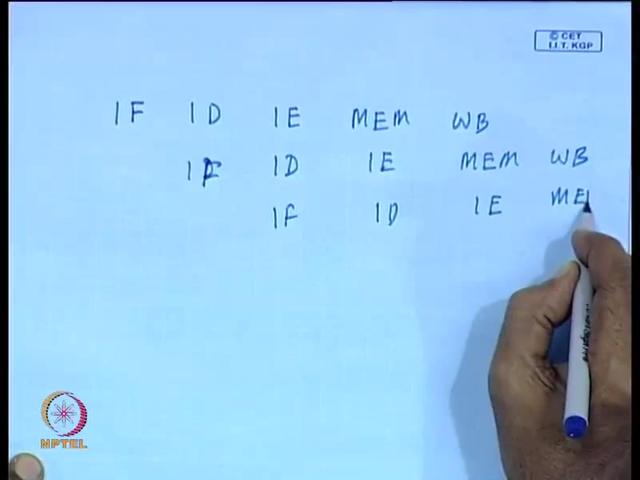 © CET
I.I.T. KGP
IF ID IE MEM WB
IF ID IE MEM WB
IF ID IE ME
NPTEL